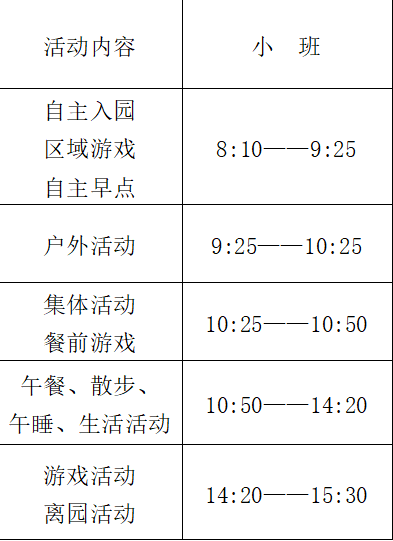 活动内容
小 班
自主入园
区域游戏
自主早点
8:10——9:25
户外活动
9:25——10:25
集体活动
餐前游戏
10:25——10:50
午餐、散步、
午睡、生活活动
10:50——14:20
游戏活动
离园活动
14:20——15:30